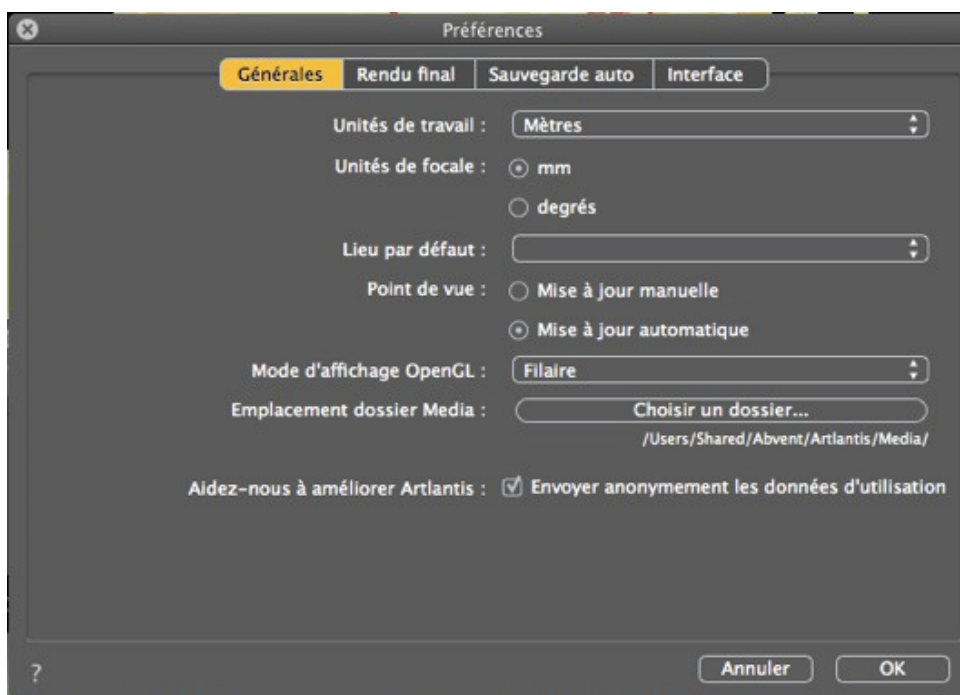 Préférences
Générales Rendu final Sauvegarde auto Interface
Unités de travail : Mètres
Unités de focale : mm
degrés
Lieu par défaut :
Point de vue : Mise à jour manuelle
Mise à jour automatique
Mode d'affichage OpenGL : Filaire
Emplacement dossier Media : Choisir un dossier...
/Users/Shared/Abvent/Artlantis/Media/
Aidez-nous à améliorer Artlantis : Envoyer anonymement les données d'utilisation
? Annuler OK